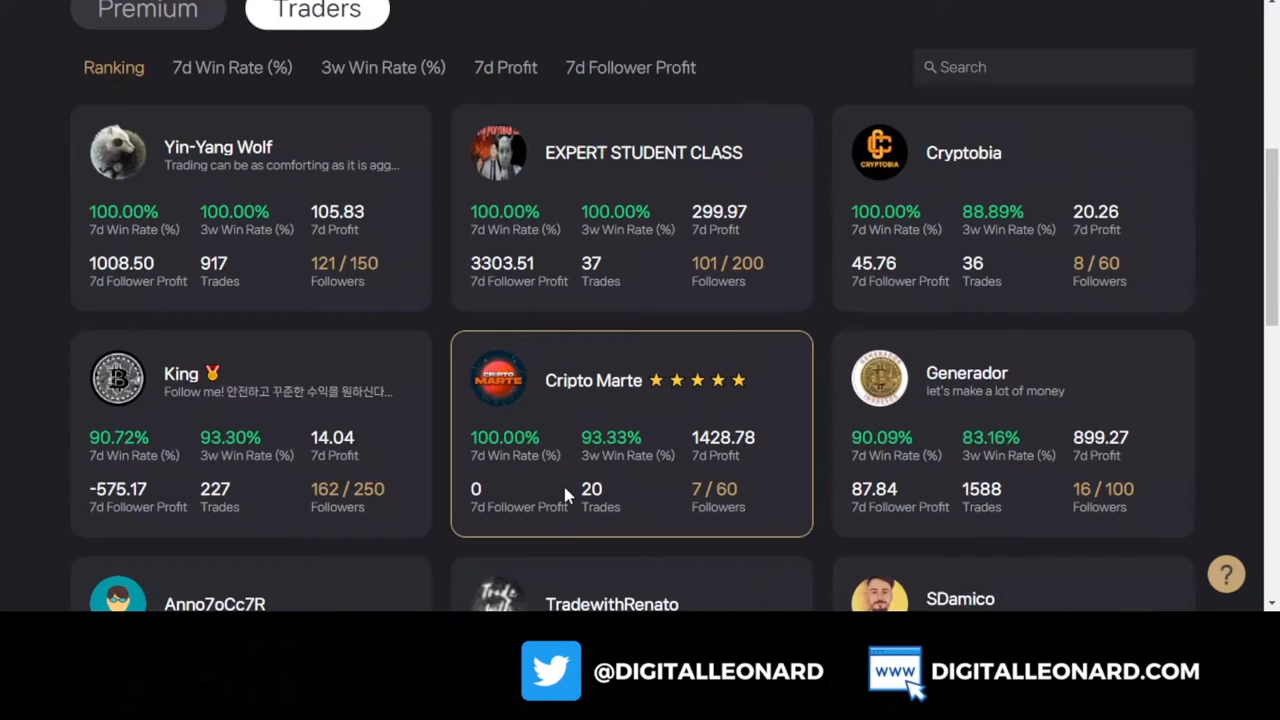 Premium Traders
Ranking 7d Win Rate (%) 3w Win Rate (%) 7d Profit 7d Follower Profit Search
Yin-Yang Wolf
Trading can be as comforting as it is agg...
100.00% 100.00% 105.83
7d Win Rate (%) 3w Win Rate (%) 7d Profit
1008.50 917 121 / 150
7d Follower Profit Trades Followers
EXPERT STUDENT CLASS
100.00% 100.00% 299.97
7d Win Rate (%) 3w Win Rate (%) 7d Profit
3303.51 37 101 / 200
7d Follower Profit Trades Followers
CRYPTOBIA
Cryptobia
100.00% 88.89% 20.26
7d Win Rate (%) 3w Win Rate (%) 7d Profit
45.76 36 8 / 60
7d Follower Profit Trades Followers
King
Follow me! 안전하고 꾸준한 수익을 원하신다...
90.72% 93.30% 14.04
7d Win Rate (%) 3w Win Rate (%) 7d Profit
-575.17 227 162 / 250
7d Follower Profit Trades Followers
CRIPTO
MARTE
Cripto Marte ★ ★ ★ ★ ★
100.00% 93.33% 1428.78
7d Win Rate (%) 3w Win Rate (%) 7d Profit
0 20 7 / 60
7d Follower Profit Trades Followers
Generador
let's make a lot of money
90.09% 83.16% 899.27
7d Win Rate (%) 3w Win Rate (%) 7d Profit
87.84 1588 16 / 100
7d Follower Profit Trades Followers
Anno7oCc7R
Trade
with
TradewithRenato
SDamico
?
@DIGITALLEONARD
WWW
DIGITALLEONARD.COM